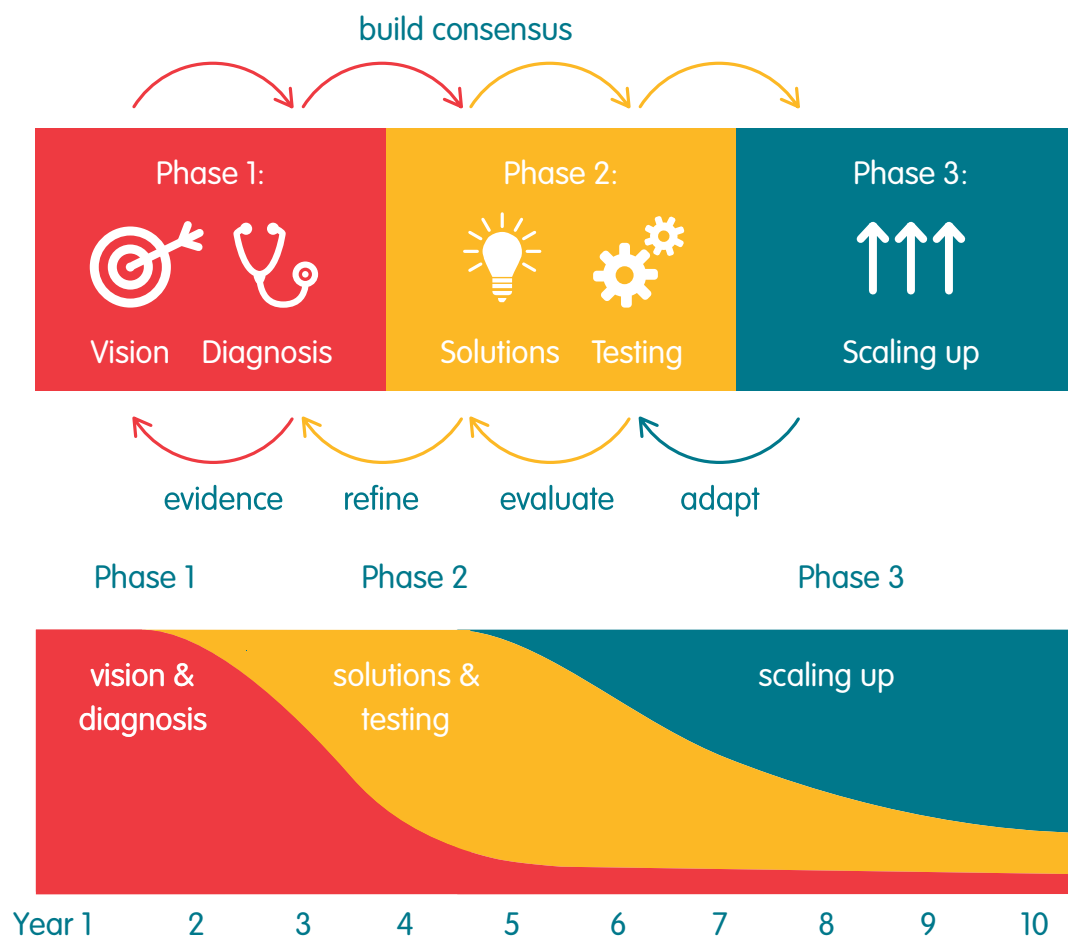 build consensus
Phase 1:
Phase 2:
Phase 3:
Vision
Diagnosis
Solutions
Testing
Scaling up
evidence
refine
evaluate
adapt
Phase 1
Phase 2
Phase 3
vision &
diagnosis
solutions &
testing
scaling up
Year 1 2 3 4 5 6 7 8 9 10